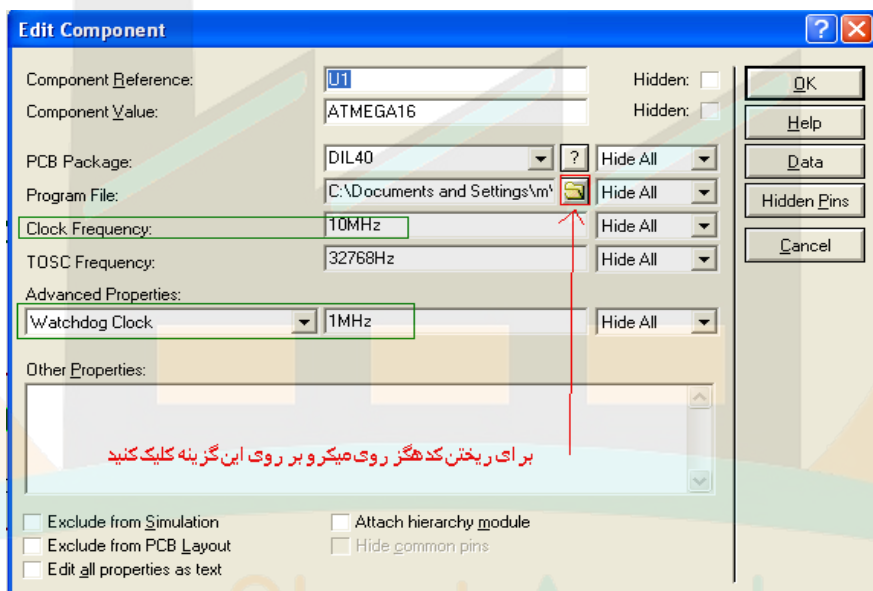 Edit Component
Component Reference: U1 Hidden:
Component Value: ATMEGA16 Hidden:
PCB Package: DIL40 ? Hide All
Program File: C:\Documents and Settings\m\ Hide All
Clock Frequency: 10MHz Hide All
TOSC Frequency: 32768Hz Hide All
Advanced Properties:
Watchdog Clock 1MHz Hide All
Other Properties:
برای ریختن کد هگز روی میکرو بر روی این گزینه کلیک کنید
Exclude from Simulation Attach hierarchy module
Exclude from PCB Layout Hide common pins
Edit all properties as text
OK
Help
Data
Hidden Pins
Cancel